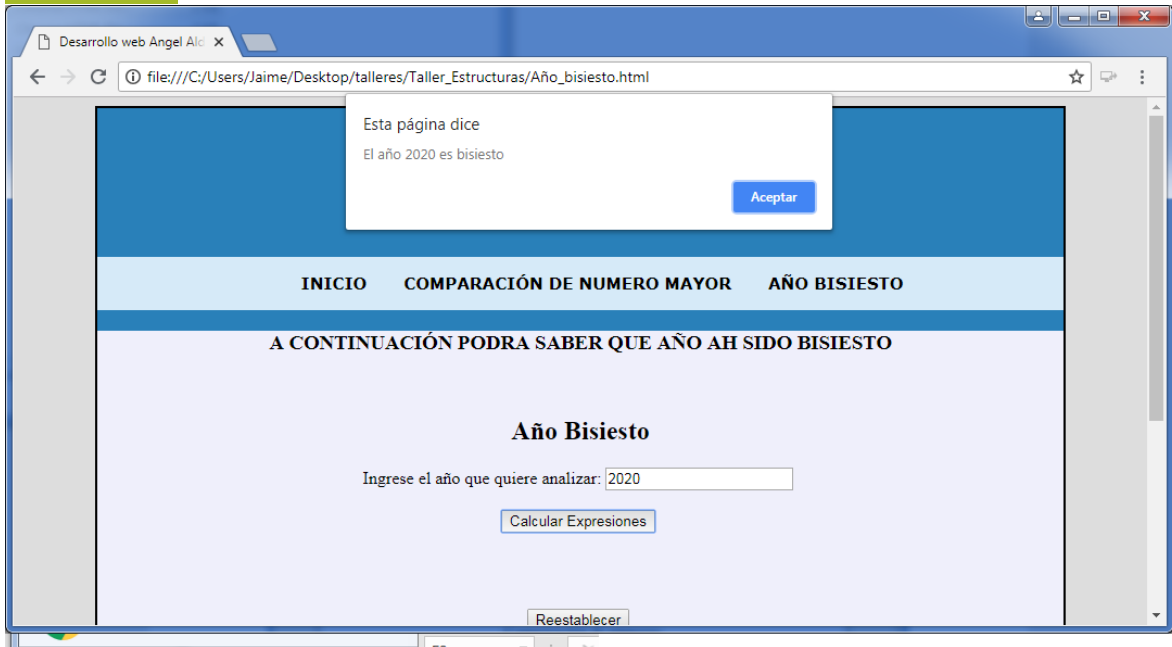 Desarrollo web Angel Alc
file:///C:/Users/Jaime/Desktop/talleres/Taller_Estructuras/Año_bisiesto.html
Esta página dice
El año 2020 es bisiesto
Aceptar
INICIO COMPARACIÓN DE NUMERO MAYOR AÑO BISIESTO
A CONTINUACIÓN PODRA SABER QUE AÑO AH SIDO BISIESTO
Año Bisiesto
Ingrese el año que quiere analizar: 2020
Calcular Expresiones
Reestablecer